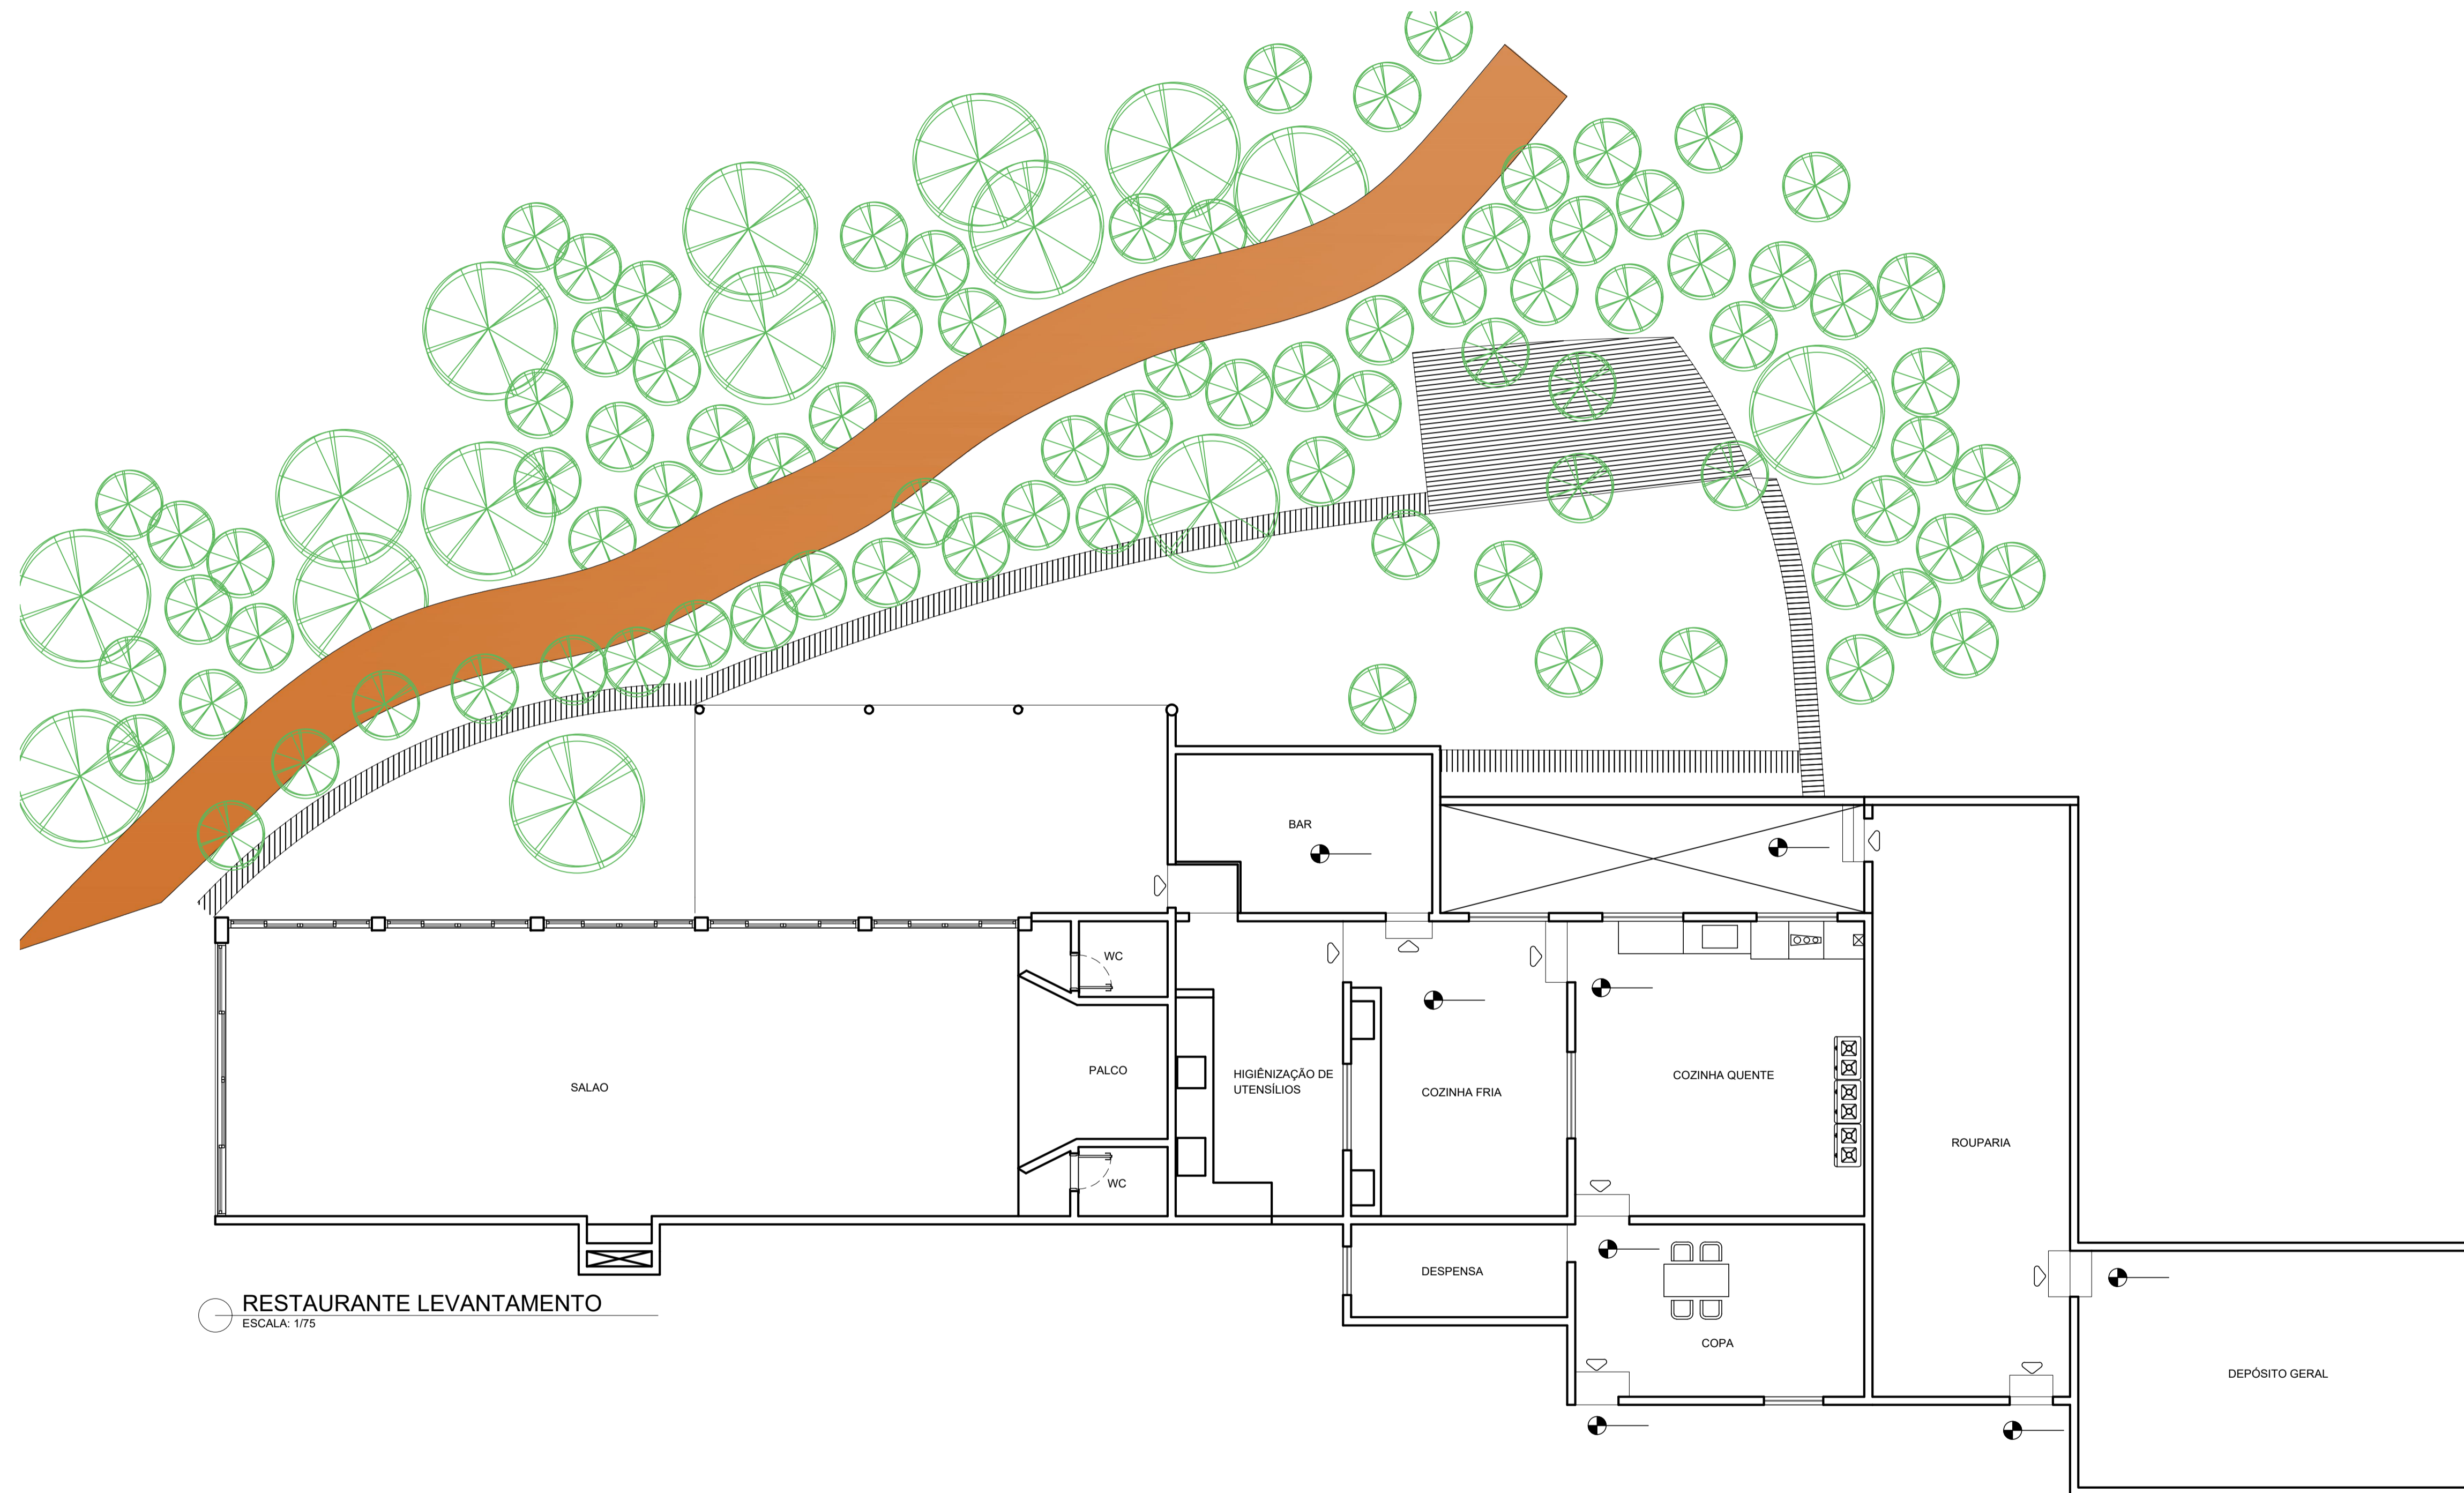 BAR
WC
PALCO
SALAO
HIGIÊNIZAÇÃO DE
UTENSÍLIOS
COZINHA FRIA
COZINHA QUENTE
ROUPARIA
WC
DESPENSA
COPA
DEPÓSITO GERAL
RESTAURANTE LEVANTAMENTO
ESCALA: 1/75